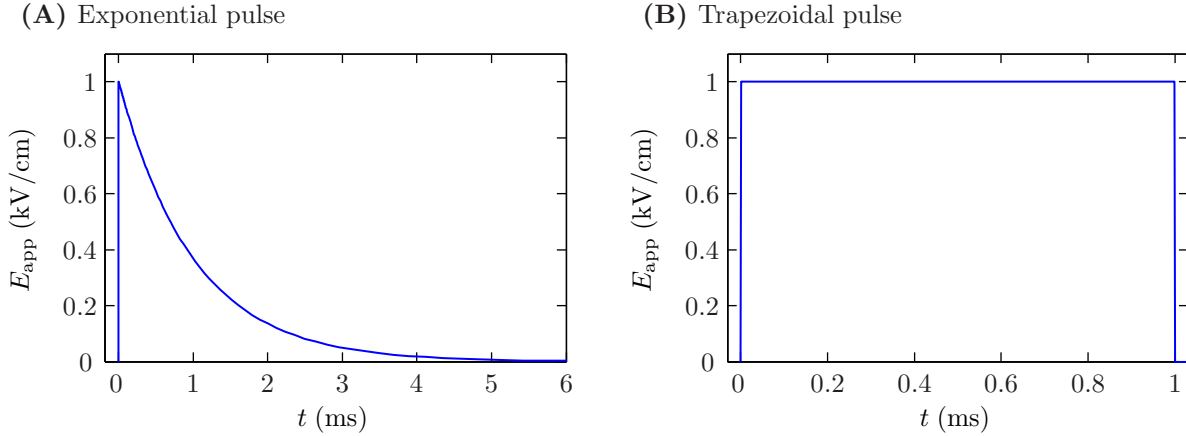 (A) Exponential pulse
E_app (kV/cm)
1
0.8
0.6
0.4
0.2
0
0 1 2 3 4 5 6
t (ms)
(B) Trapezoidal pulse
E_app (kV/cm)
1
0.8
0.6
0.4
0.2
0
0 0.2 0.4 0.6 0.8 1
t (ms)